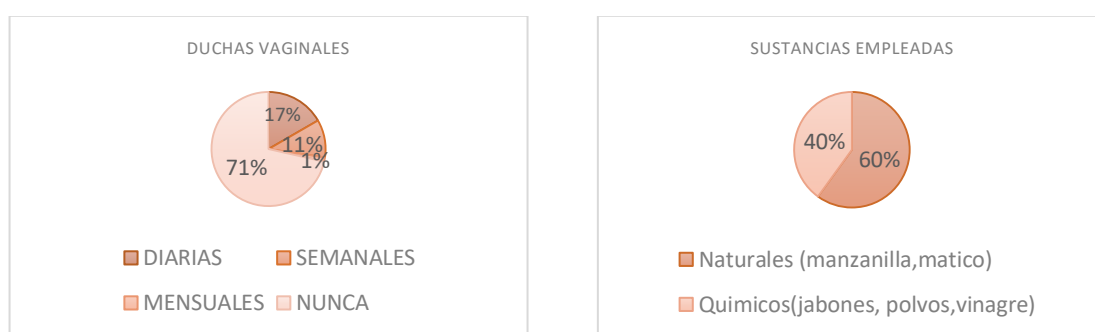 DUCHAS VAGINALES
17%
11%
1%
71%
DIARIAS SEMANALES
MENSUALES NUNCA
SUSTANCIAS EMPLEADAS
40%
60%
Naturales (manzanilla,matico)
Quimicos(jabones, polvos,vinagre)